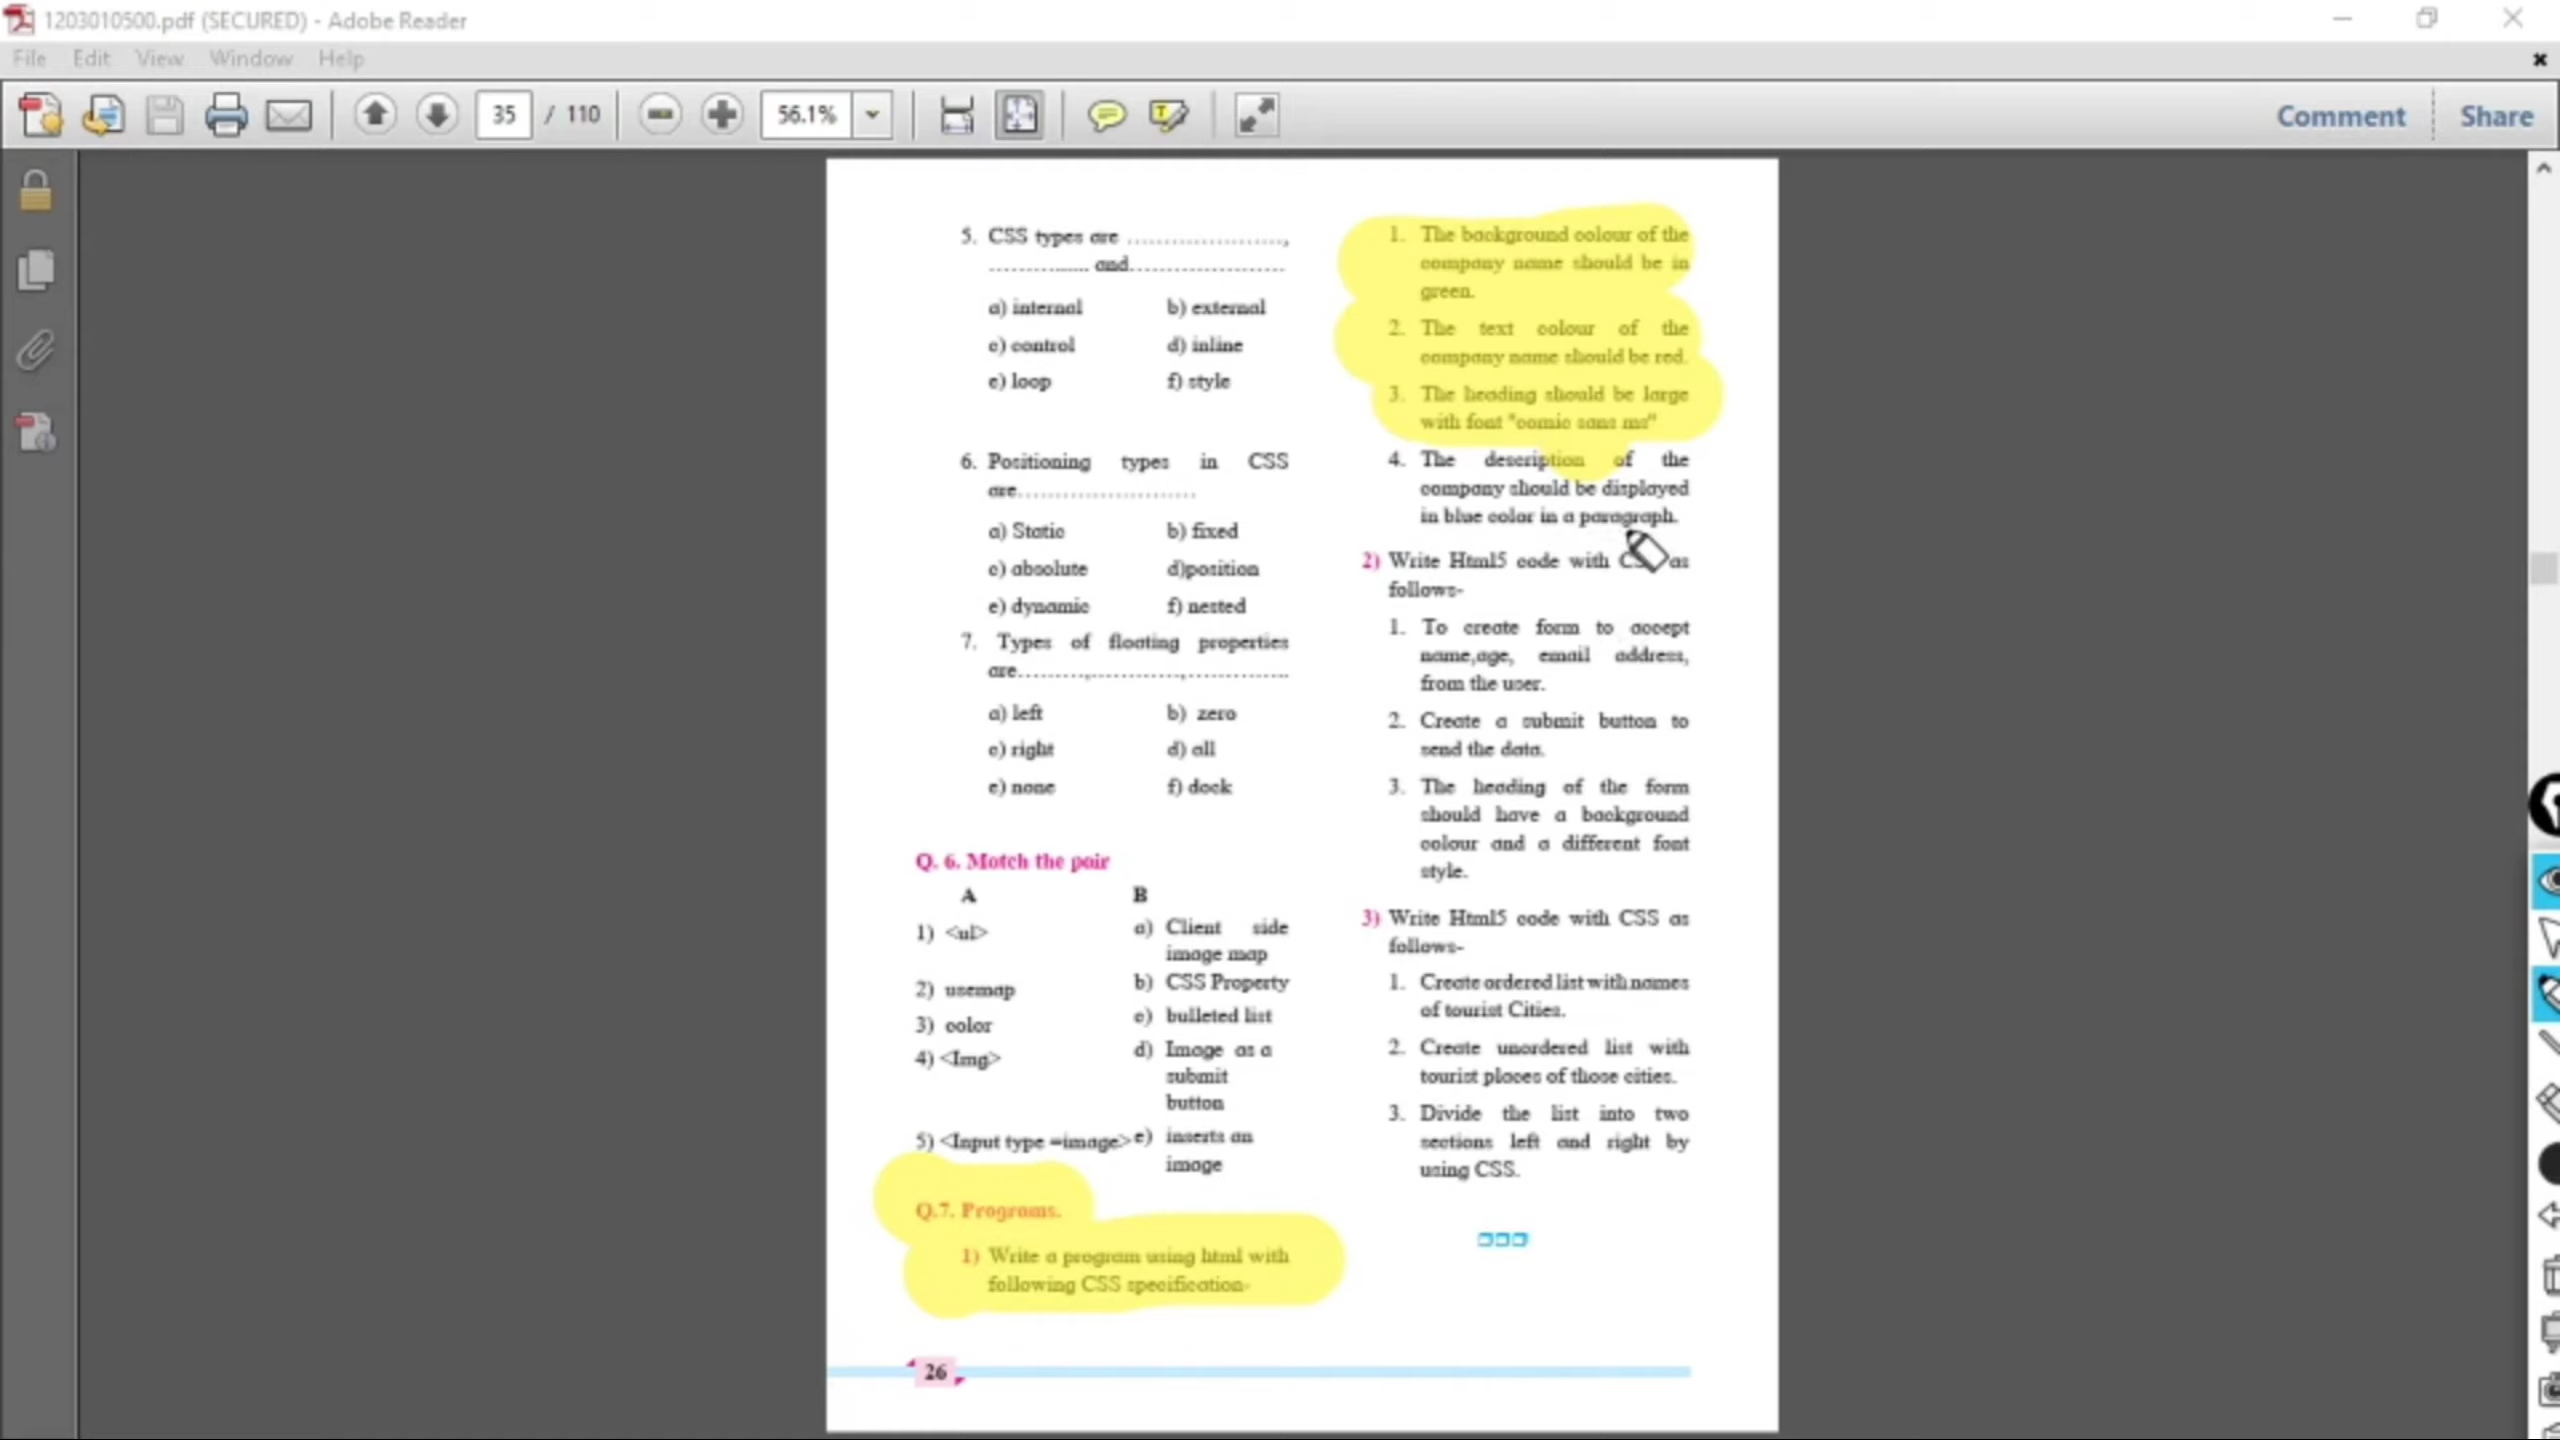 1203010500.pdf (SECURED) - Adobe Reader
File Edit View Window Help
35 / 110 56.1% Comment Share
5. CSS types are ........................,
................ and........................
a) internal b) external
c) control d) inline
e) loop f) style
6. Positioning types in CSS
are..........................
a) Static b) fixed
c) absolute d)position
e) dynamic f) nested
7. Types of floating properties
are..........,.............,...............
a) left b) zero
c) right d) all
e) none f) dock
Q. 6. Match the pair
A B
1) <ul> a) Client side
image map
2) usemap b) CSS Property
3) color c) bulleted list
4) <Img> d) Image as a
submit
button
5) <Input type =image> e) inserts an
image
Q.7. Programs.
1) Write a program using html with
following CSS specification-
1. The background colour of the
company name should be in
green.
2. The text colour of the
company name should be red.
3. The heading should be large
with font "comic sans ms"
4. The description of the
company should be displayed
in blue color in a paragraph.
2) Write Html5 code with CSS as
follows-
1. To create form to accept
name,age, email address,
from the user.
2. Create a submit button to
send the data.
3. The heading of the form
should have a background
colour and a different font
style.
3) Write Html5 code with CSS as
follows-
1. Create ordered list with names
of tourist Cities.
2. Create unordered list with
tourist places of those cities.
3. Divide the list into two
sections left and right by
using CSS.
26